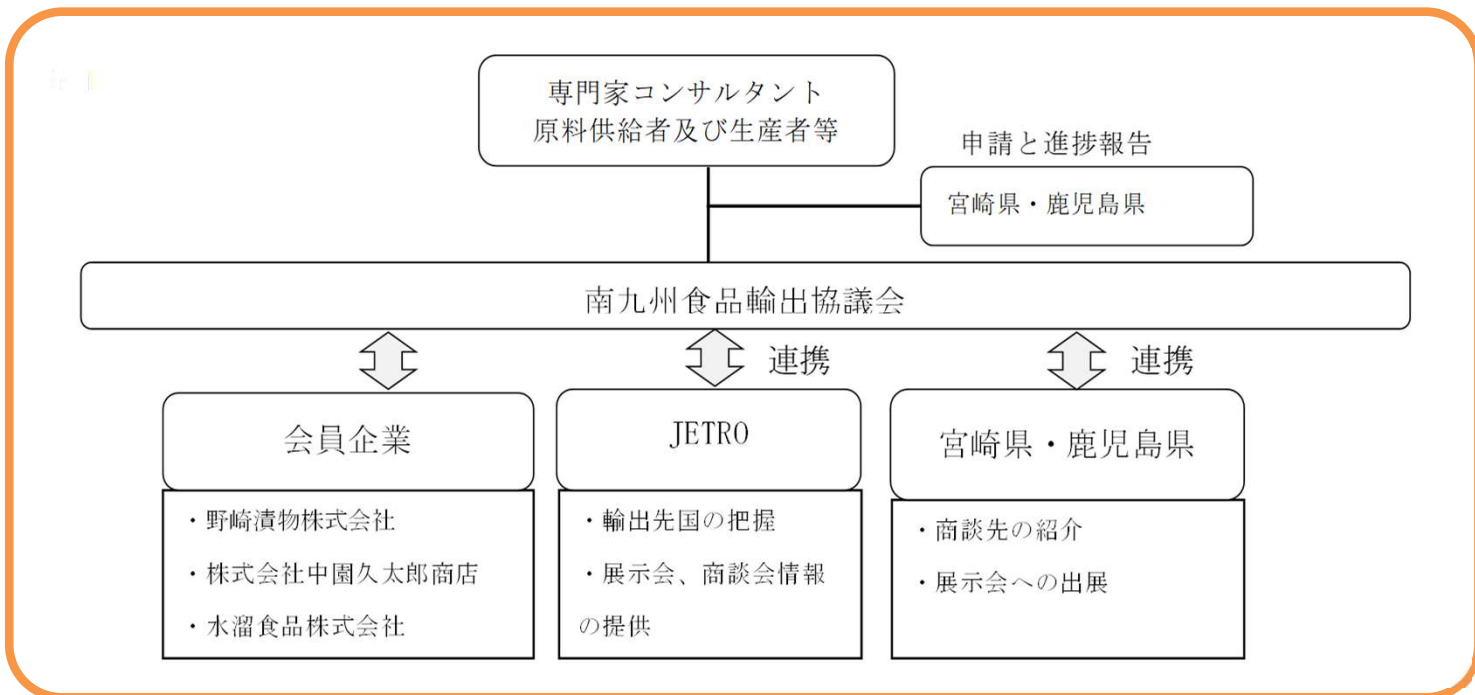 専門家コンサルタント
原料供給者及び生産者等
申請と進捗報告
宮崎県・鹿児島県
南九州食品輸出協議会
連携
連携
会員企業
・野崎漬物株式会社
・株式会社中園久太郎商店
・水溜食品株式会社
JETRO
・輸出先国の把握
・展示会、商談会情報
の提供
宮崎県・鹿児島県
・商談先の紹介
・展示会への出展